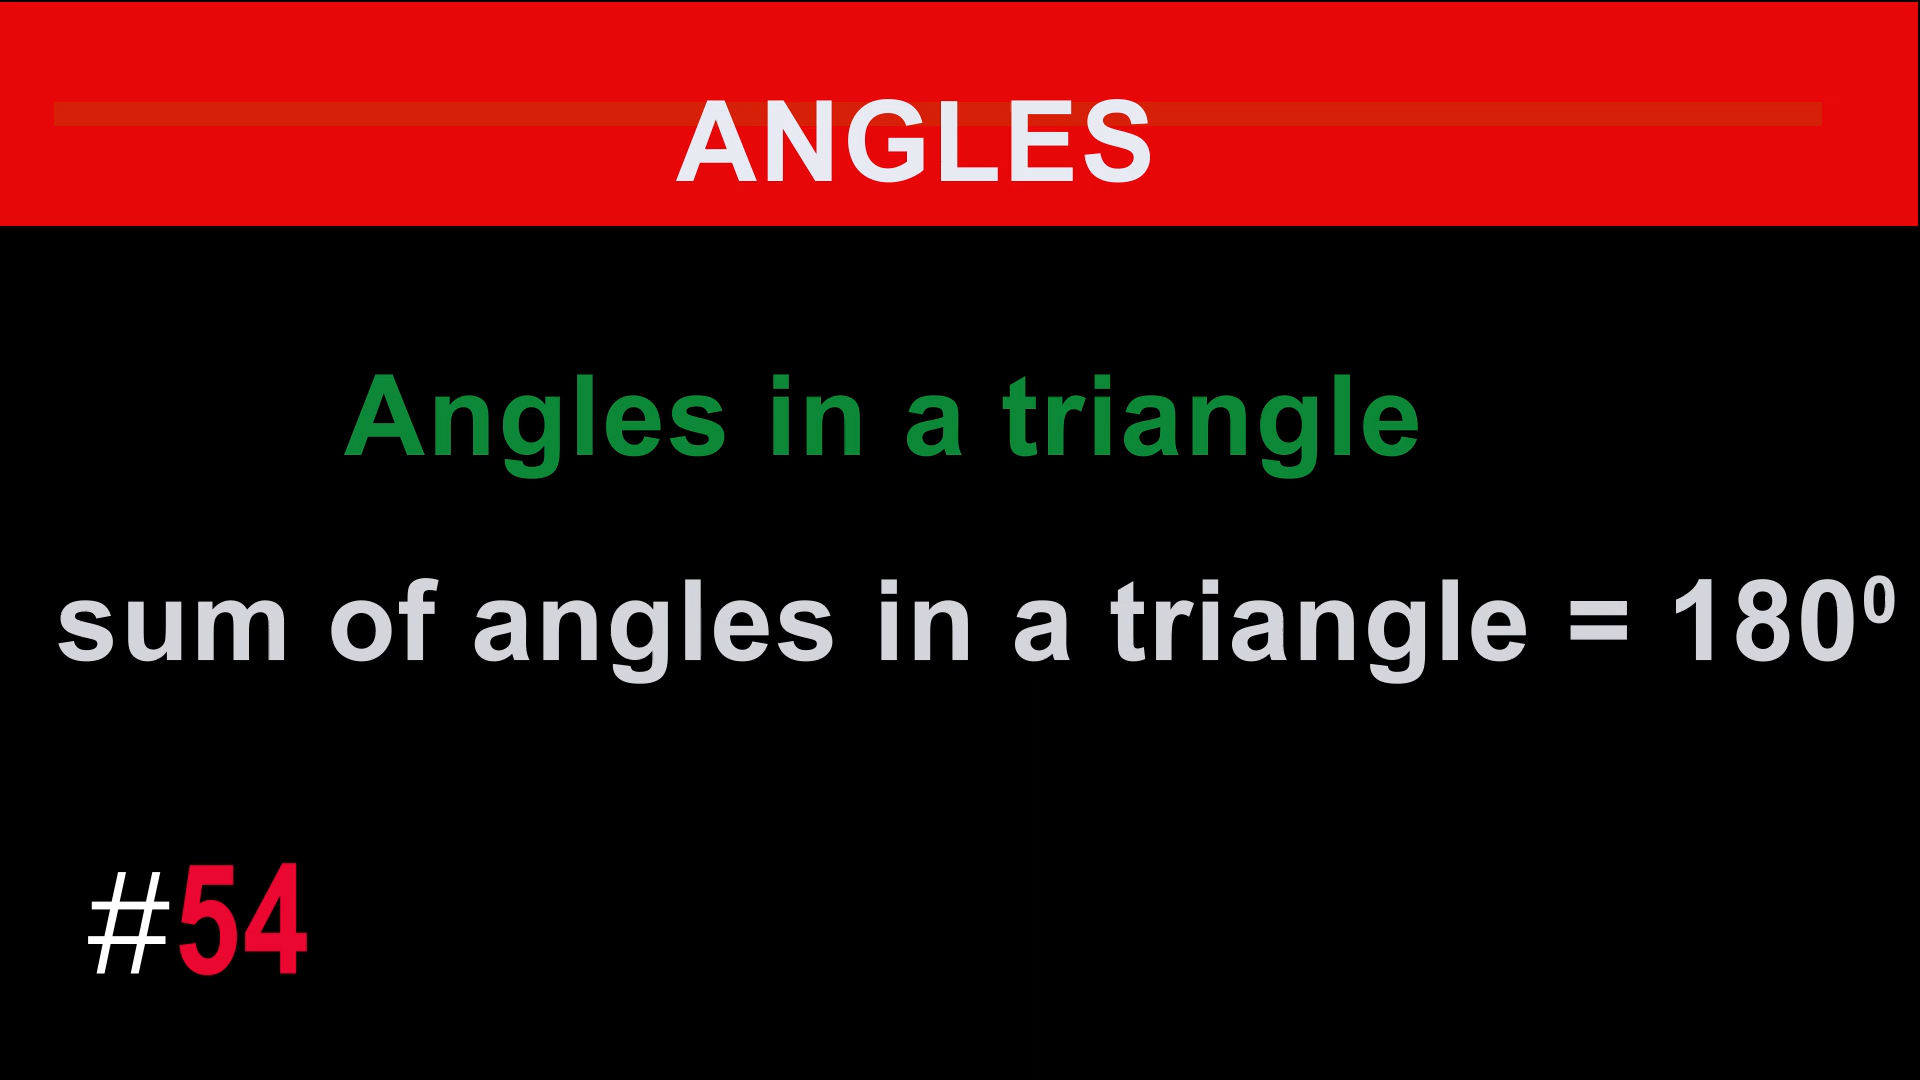 ANGLES
Angles in a triangle
sum of angles in a triangle = 180⁰
#54